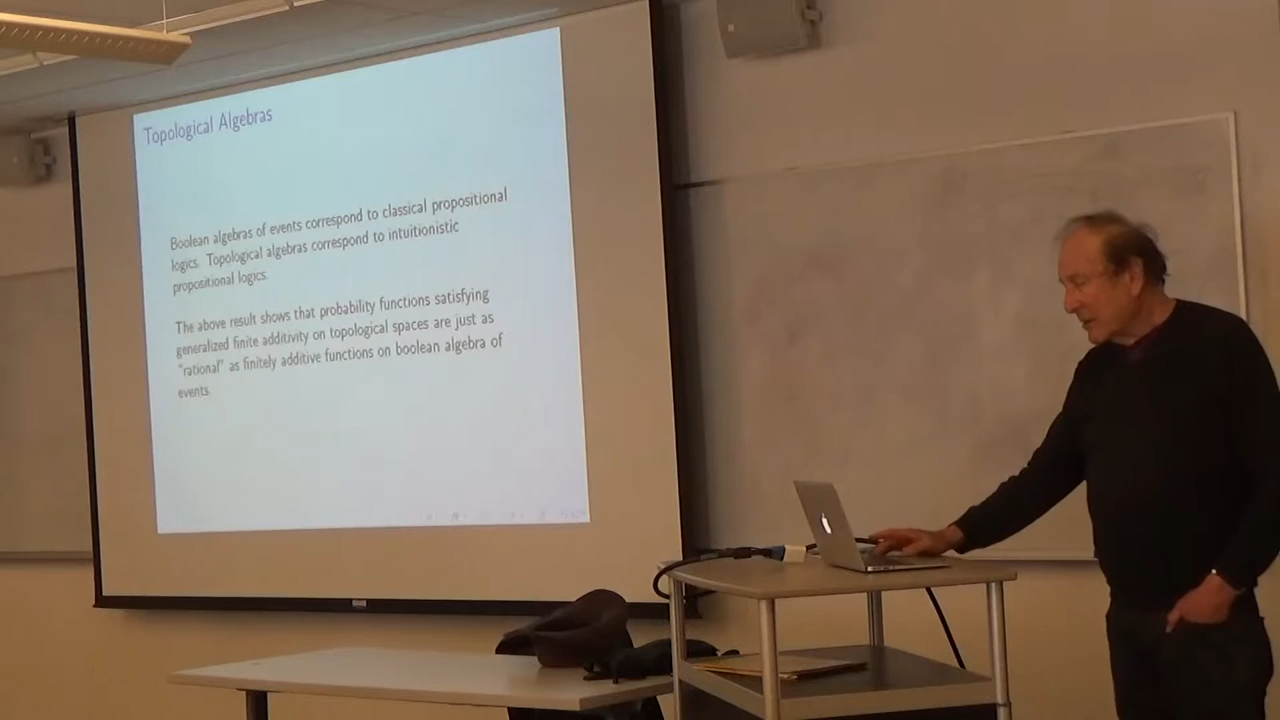 Topological Algebras
Boolean algebras of events correspond to classical propositional
logics. Topological algebras correspond to intuitionistic
propositional logics.
The above result shows that probability functions satisfying
generalized finite additivity on topological spaces are just as
"rational" as finitely additive functions on boolean algebra of
events.